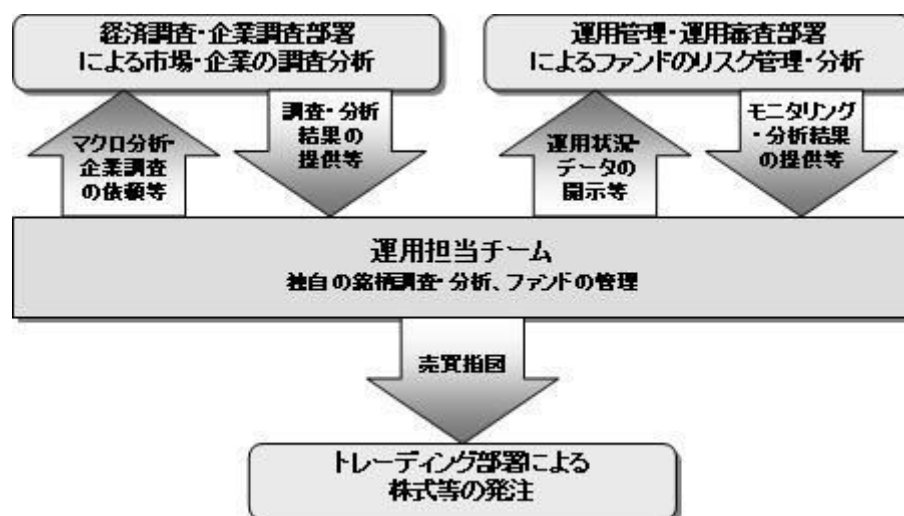 経済調査・企業調査部署
による市場・企業の調査分析
運用管理・運用審査部署
によるファンドのリスク管理・分析
マクロ分析・
企業調査
の依頼等
調査・分析
結果の
提供等
運用状況・
データの
開示等
モニタリング
・分析結果
の提供等
運用担当チーム
独自の銘柄調査・分析、ファンドの管理
売買指図
トレーディング部署による
株式等の発注